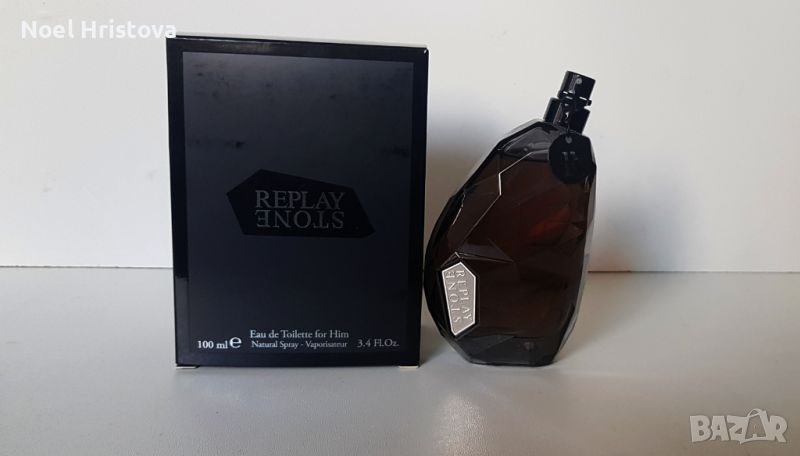 Noel Hristova
REPLAY
STONE
Eau de Toilette for Him
100 ml e Natural Spray - Vaporisateur 3.4 Fl.Oz.
REPLAY
STONE
BAZAR